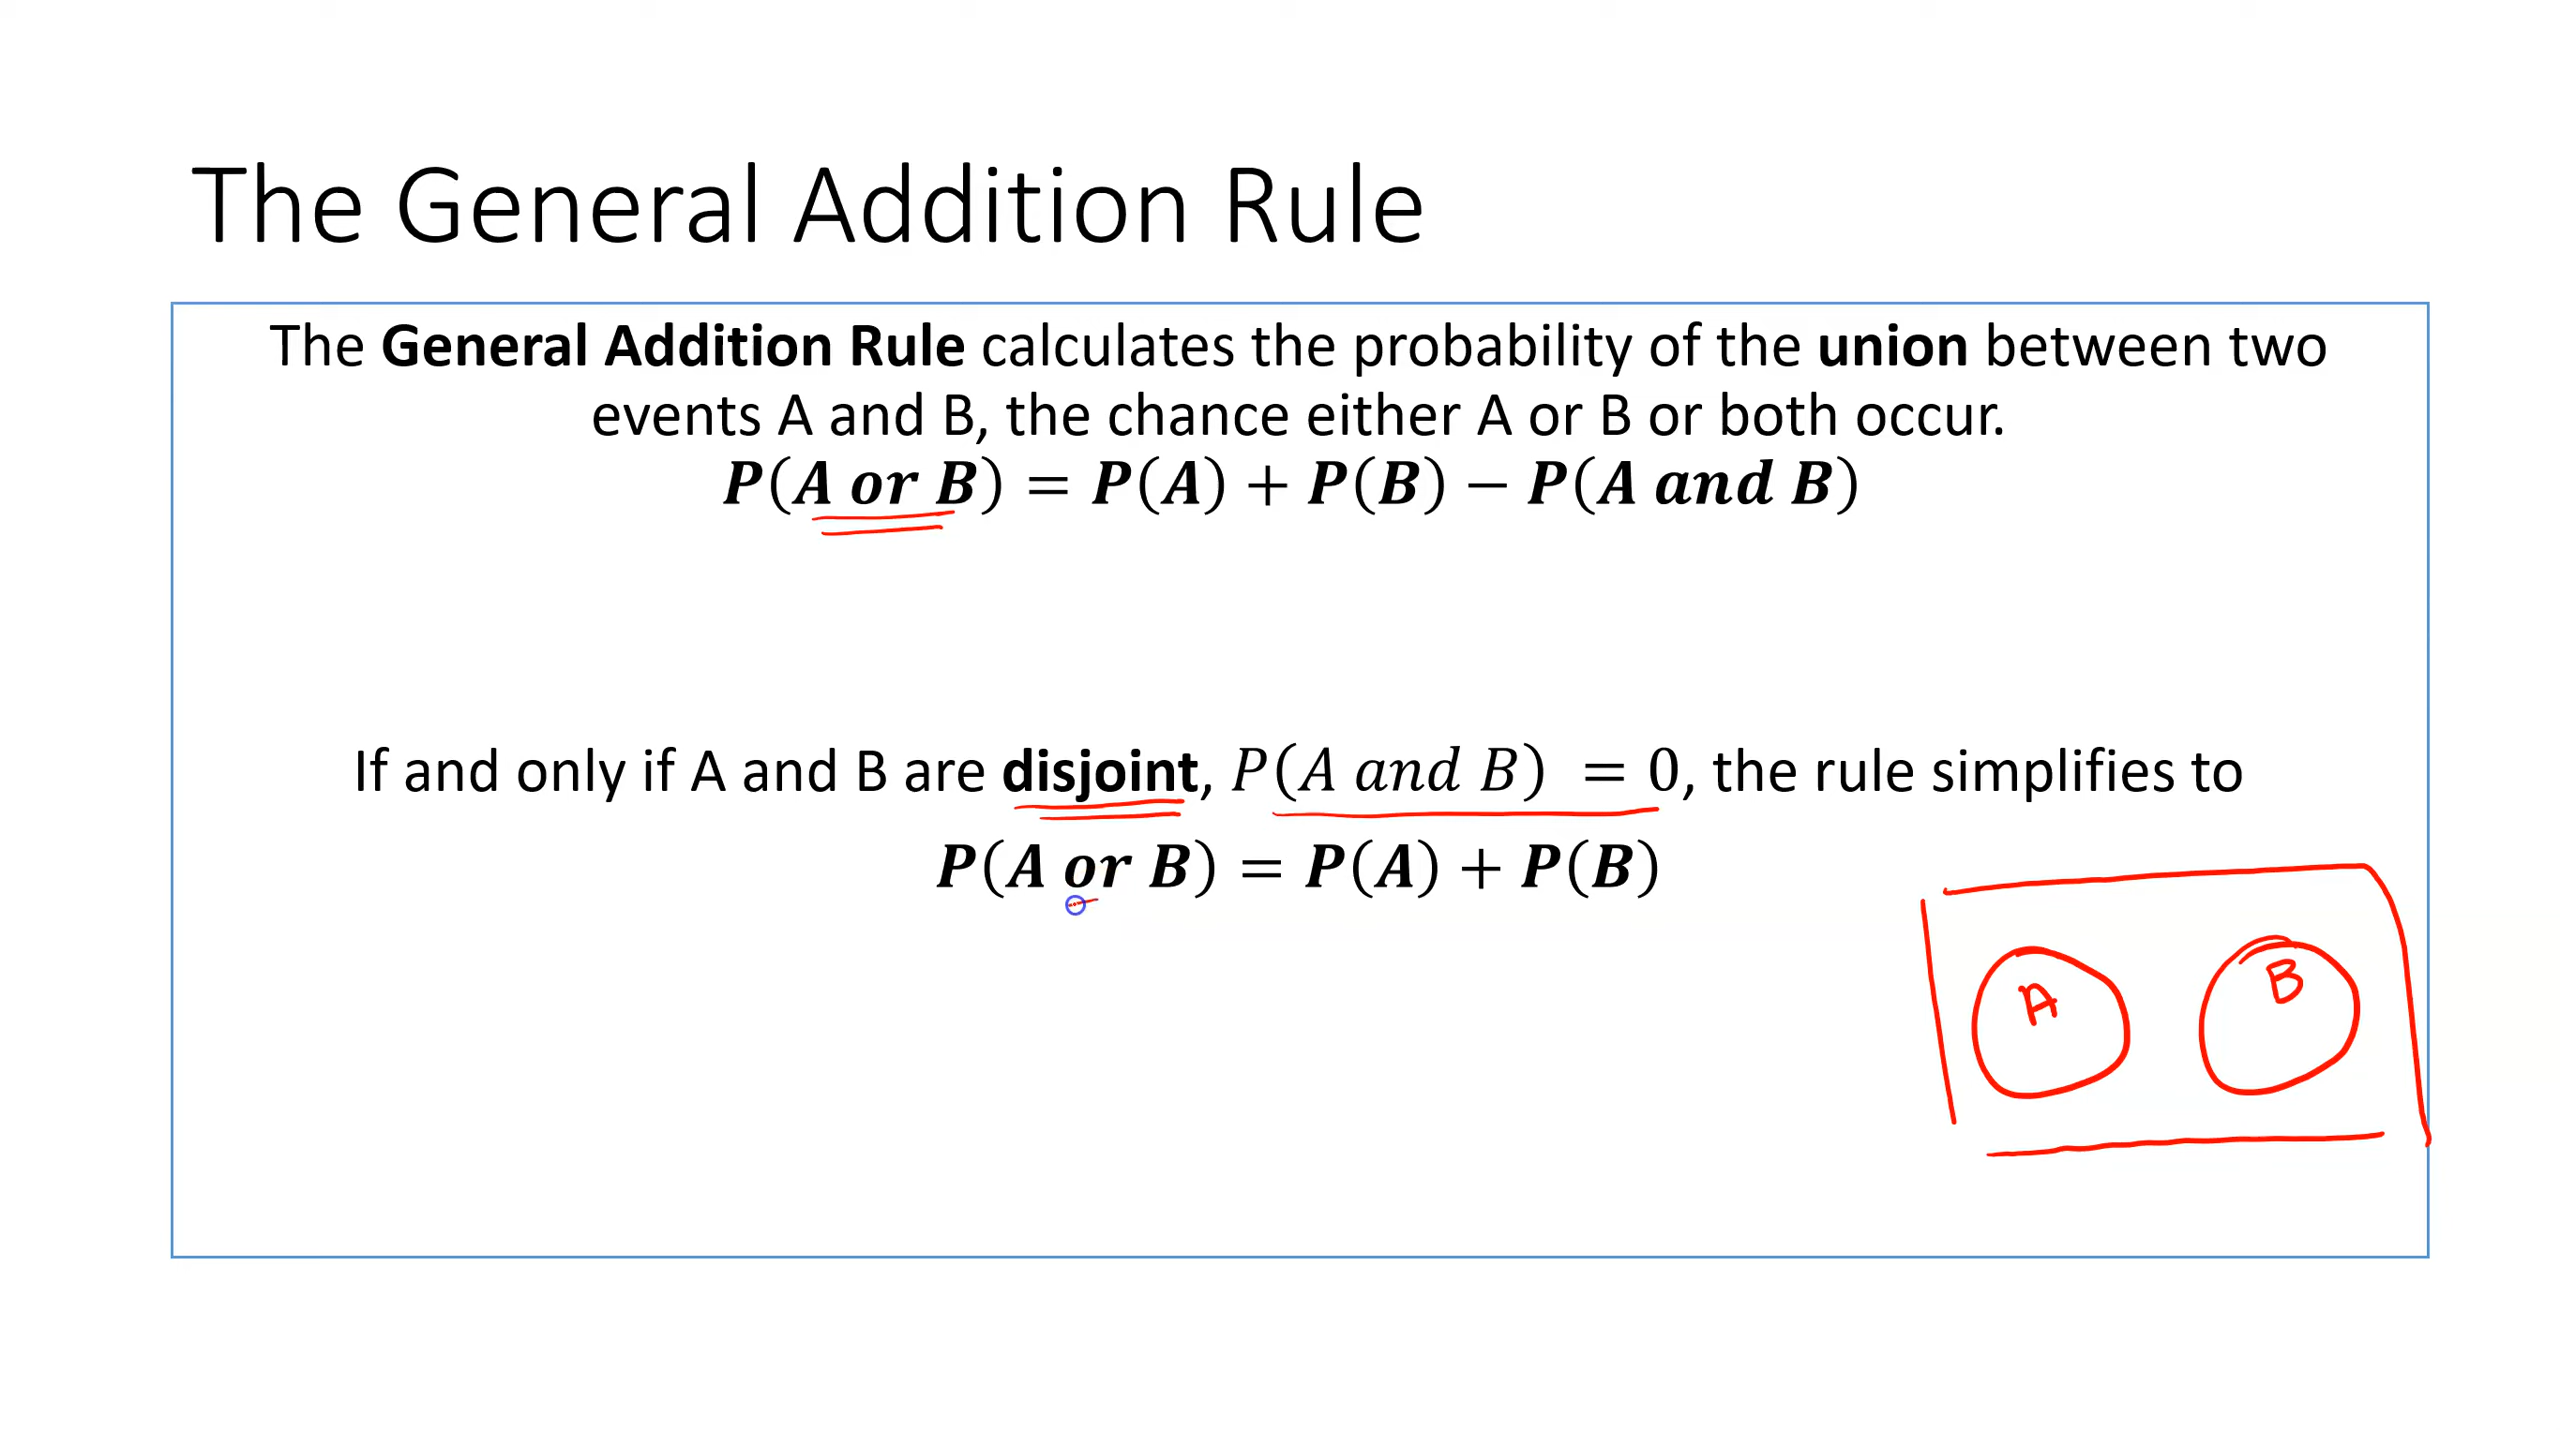 The General Addition Rule
The General Addition Rule calculates the probability of the union between two
events A and B, the chance either A or B or both occur.
P(A or B) = P(A) + P(B) − P(A and B)
If and only if A and B are disjoint, P(A and B) = 0, the rule simplifies to
P(A or B) = P(A) + P(B)
A
B